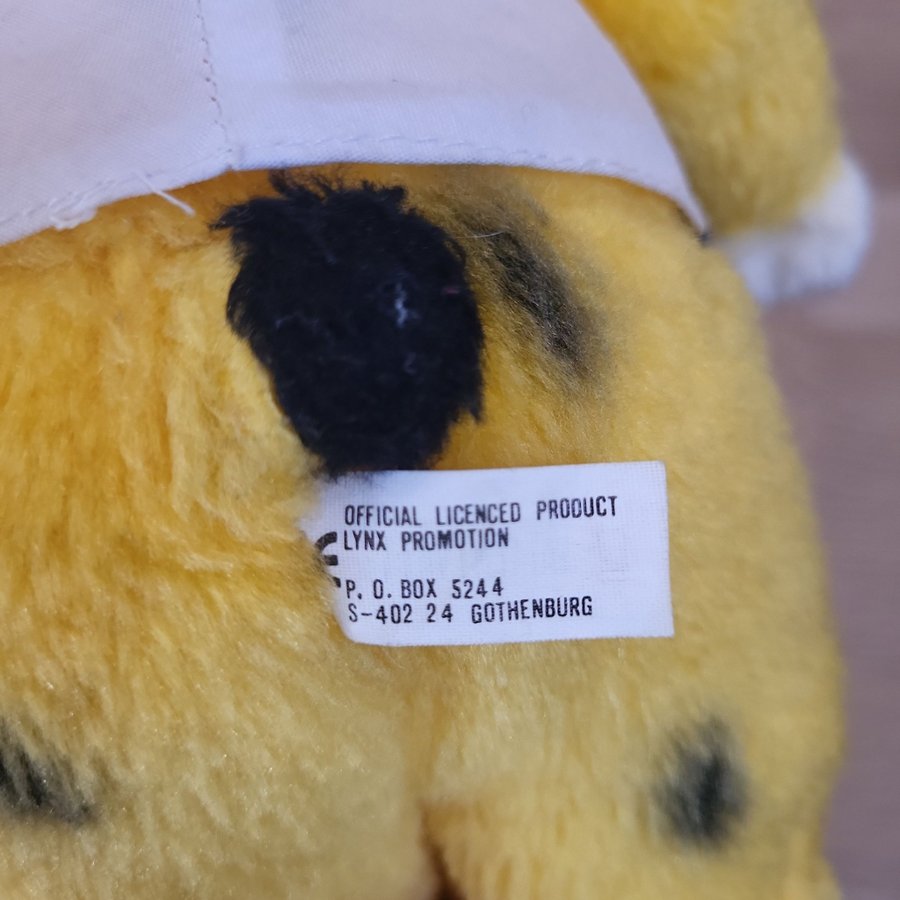 OFFICIAL LICENCED PRODUCT
LYNX PROMOTION
P.O.BOX 5244
S-402 24 GOTHENBURG